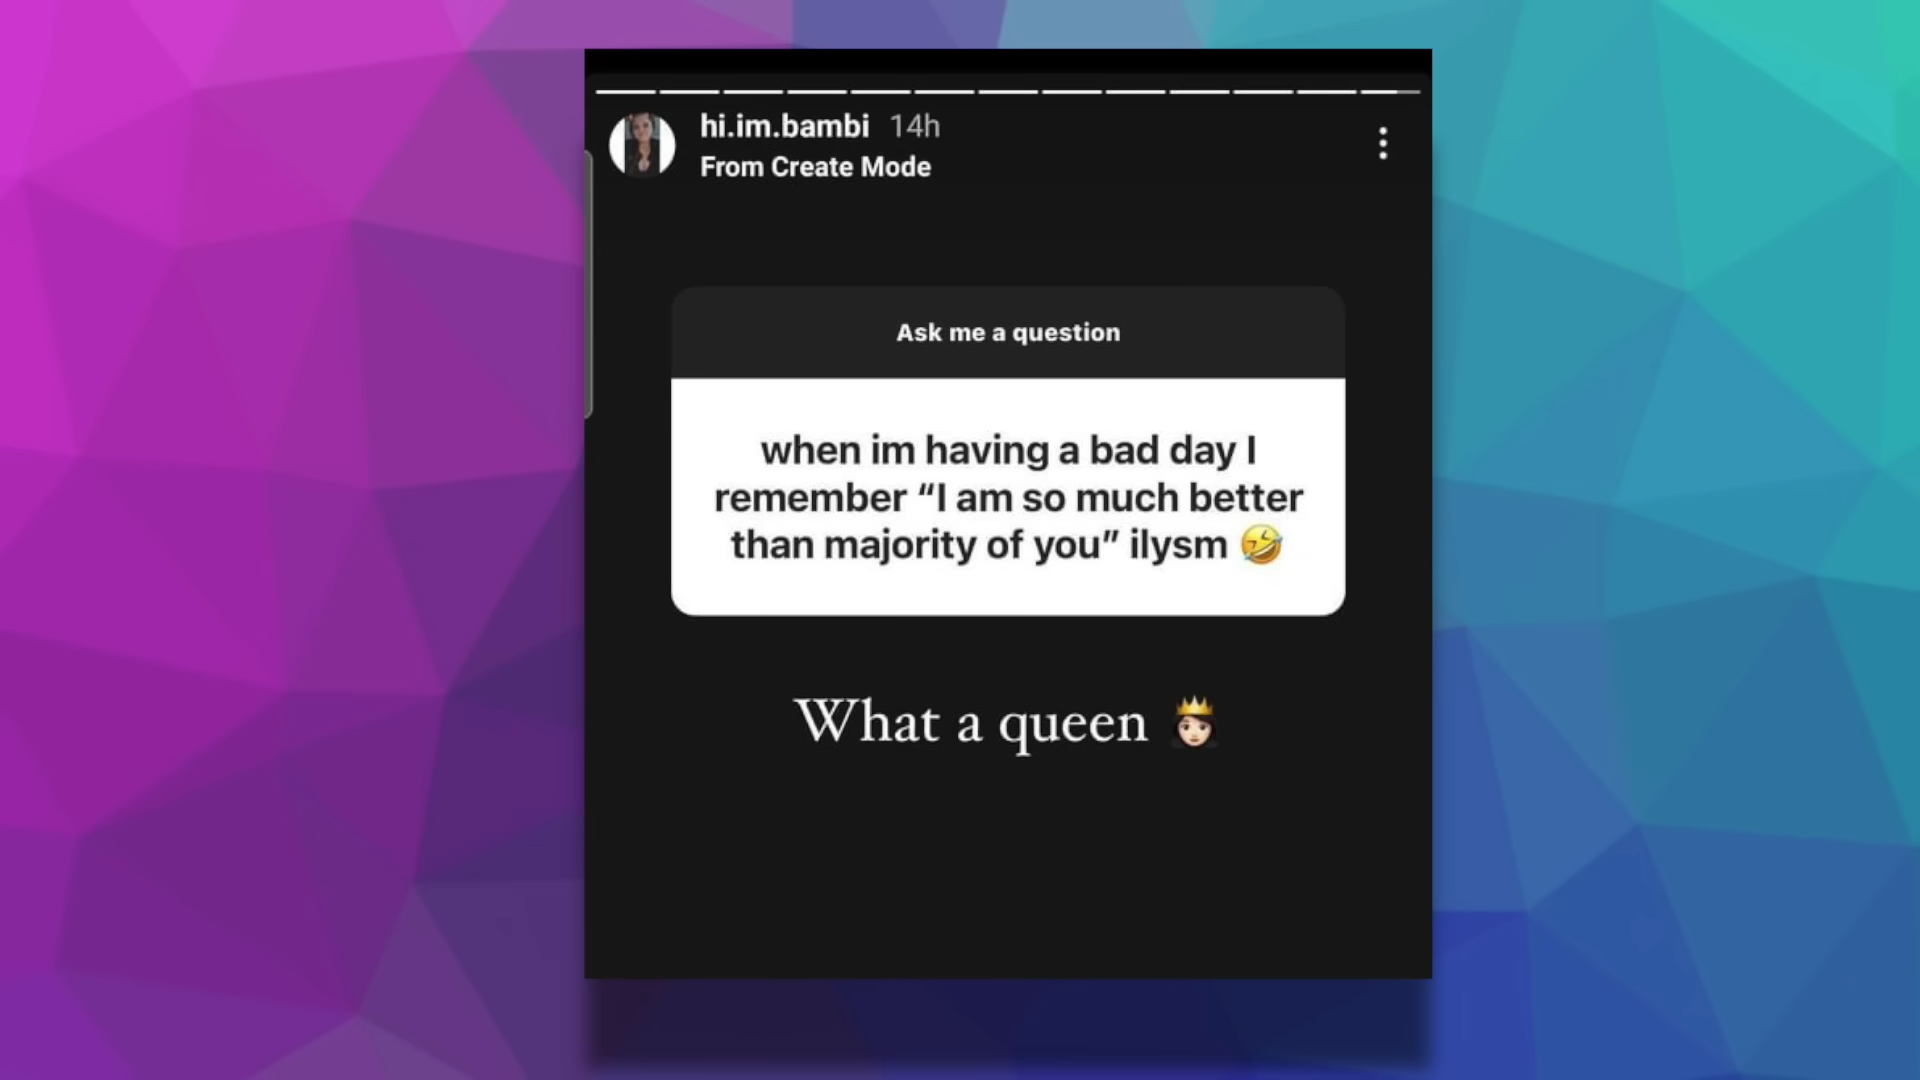 hi.im.bambi 14h
From Create Mode
Ask me a question
when im having a bad day I
remember “I am so much better
than majority of you” ilysm 🤣
What a queen 👸🏻